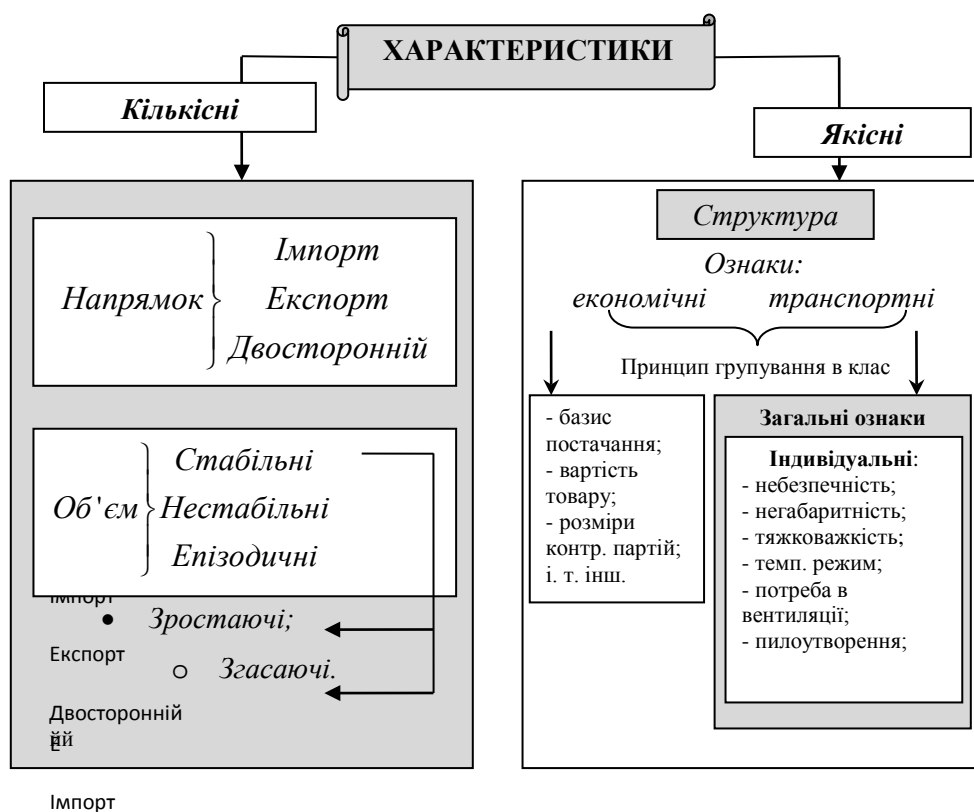 ХАРАКТЕРИСТИКИ
Кількісні
Якісні
Напрямок
Імпорт
Експорт
Двосторонній
Об'єм
Стабільні
Нестабільні
Епізодичні
Імпорт
• Зростаючі;
Експорт
o Згасаючі.
Двосторонній
йй
Імпорт
Структура
Ознаки:
економічні транспортні
Принцип групування в клас
- базис
постачання;
- вартість
товару;
- розміри
контр. партій;
і. т. інш.
Загальні ознаки
Індивідуальні:
- небезпечність;
- негабаритність;
- тяжковажкість;
- темп. режим;
- потреба в
вентиляції;
- пилоутворення;